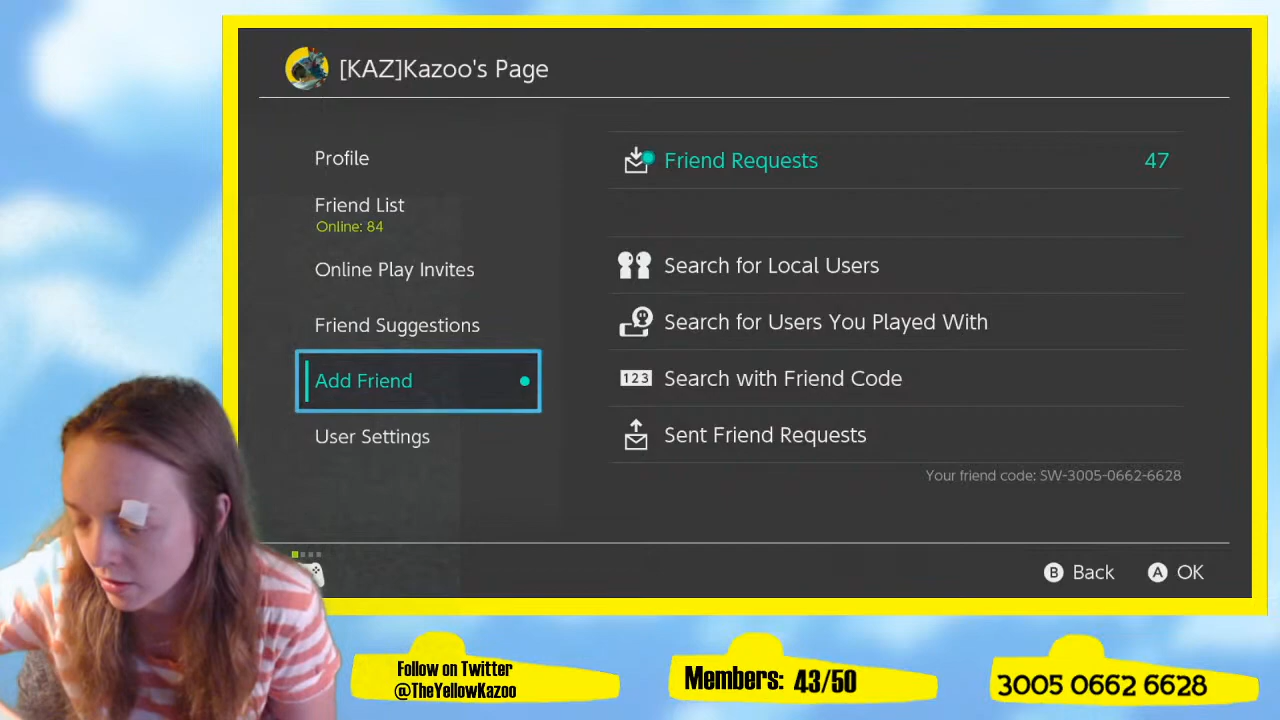 [KAZ]Kazoo's Page
Profile
Friend List
Online: 84
Online Play Invites
Friend Suggestions
Add Friend
User Settings
Friend Requests 47
Search for Local Users
Search for Users You Played With
123 Search with Friend Code
Sent Friend Requests
Your friend code: SW-3005-0662-6628
B Back A OK
Follow on Twitter
@TheYellowKazoo
Members: 43/50
3005 0662 6628